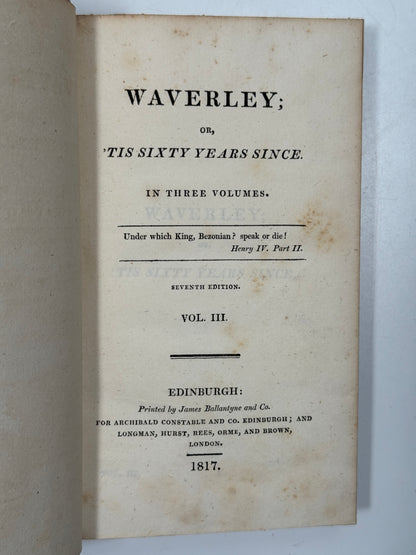 WAVERLEY;
OR,
'TIS SIXTY YEARS SINCE.
IN THREE VOLUMES.
Under which King, Bezonian? speak or die!
Henry IV. Part II.
SEVENTH EDITION.
VOL. III.
EDINBURGH:
Printed by James Ballantyne and Co.
FOR ARCHIBALD CONSTABLE AND CO. EDINBURGH; AND
LONGMAN, HURST, REES, ORME, AND BROWN,
LONDON.
1817.